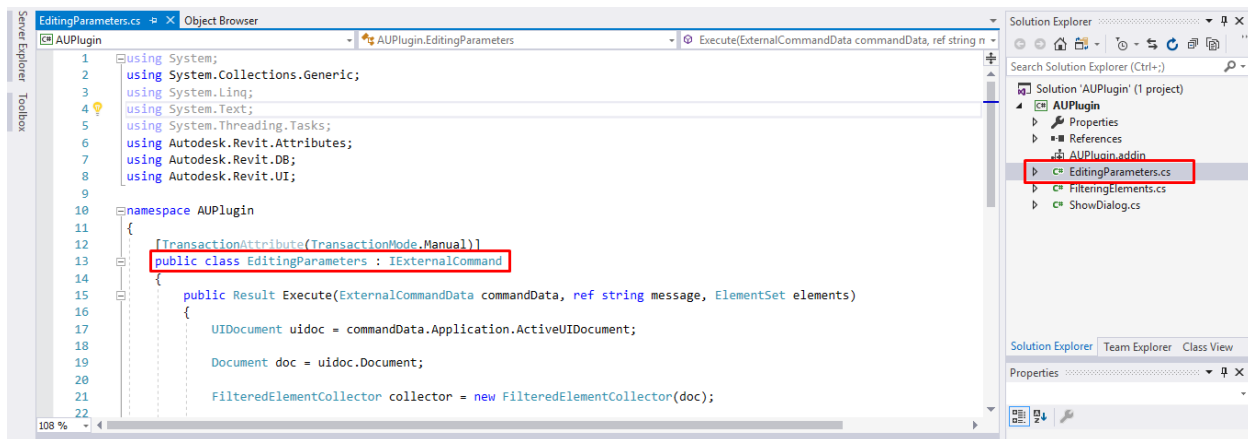 Server Explorer
Toolbox
EditingParameters.cs
Object Browser
AUPlugin
AUPlugin.EditingParameters
Execute(ExternalCommandData commandData, ref string n
1 using System;
2 using System.Collections.Generic;
3 using System.Linq;
4 using System.Text;
5 using System.Threading.Tasks;
6 using Autodesk.Revit.Attributes;
7 using Autodesk.Revit.DB;
8 using Autodesk.Revit.UI;
9
10 namespace AUPlugin
11 {
12 [TransactionAttribute(TransactionMode.Manual)]
13 public class EditingParameters : IExternalCommand
14 {
15 public Result Execute(ExternalCommandData commandData, ref string message, ElementSet elements)
16 {
17 UIDocument uidoc = commandData.Application.ActiveUIDocument;
18
19 Document doc = uidoc.Document;
20
21 FilteredElementCollector collector = new FilteredElementCollector(doc);
22
108 %
Solution Explorer
Search Solution Explorer (Ctrl+;)
Solution 'AUPlugin' (1 project)
C# AUPlugin
Properties
References
AUPlugin.addin
C# EditingParameters.cs
C# FilteringElements.cs
C# ShowDialog.cs
Solution Explorer Team Explorer Class View
Properties